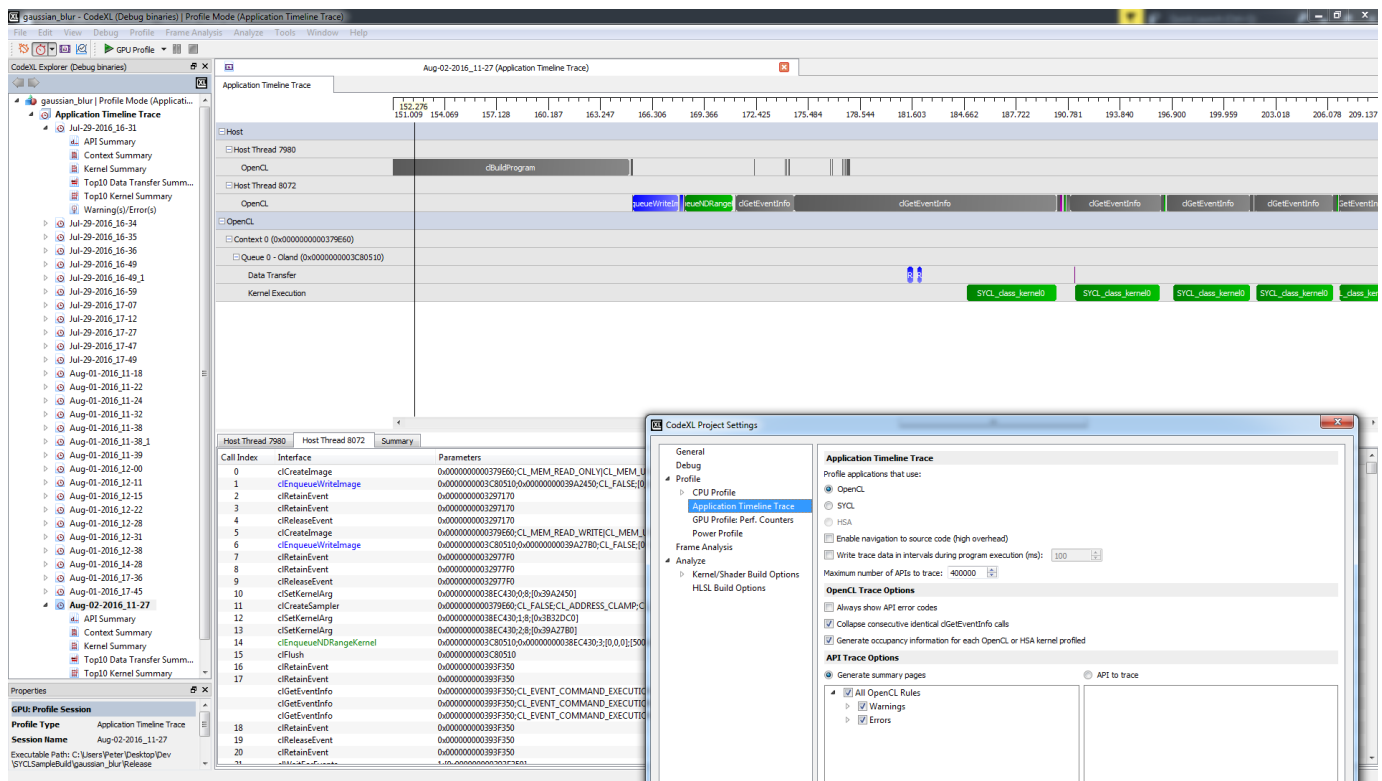 gaussian_blur - CodeXL (Debug binaries) | Profile Mode (Application Timeline Trace)
File Edit View Debug Profile Frame Analysis Analyze Tools Window Help
GPU Profile
CodeXL Explorer (Debug binaries)
gaussian_blur | Profile Mode (Applicati...
Application Timeline Trace
Jul-29-2016_16-31
API Summary
Context Summary
Kernel Summary
Top10 Data Transfer Summ...
Top10 Kernel Summary
Warning(s)/Error(s)
Jul-29-2016_16-34
Jul-29-2016_16-35
Jul-29-2016_16-36
Jul-29-2016_16-49
Jul-29-2016_16-49_1
Jul-29-2016_16-59
Jul-29-2016_17-07
Jul-29-2016_17-12
Jul-29-2016_17-27
Jul-29-2016_17-47
Jul-29-2016_17-49
Aug-01-2016_11-18
Aug-01-2016_11-22
Aug-01-2016_11-24
Aug-01-2016_11-32
Aug-01-2016_11-38
Aug-01-2016_11-38_1
Aug-01-2016_11-39
Aug-01-2016_12-00
Aug-01-2016_12-11
Aug-01-2016_12-15
Aug-01-2016_12-22
Aug-01-2016_12-28
Aug-01-2016_12-31
Aug-01-2016_12-38
Aug-01-2016_14-28
Aug-01-2016_17-36
Aug-01-2016_17-45
Aug-02-2016_11-27
API Summary
Context Summary
Kernel Summary
Top10 Data Transfer Summ...
Top10 Kernel Summary
Properties
GPU: Profile Session
Profile Type Application Timeline Trace
Session Name Aug-02-2016_11-27
Executable Path: C:\Users\Peter\Desktop\Dev
\SYCLSampleBuild\gaussian_blur\Release
Aug-02-2016_11-27 (Application Timeline Trace)
Application Timeline Trace
152.276
151.009 154.069 157.128 160.187 163.247 166.306 169.366 172.425 175.484 178.544 181.603 184.662 187.722 190.781 193.840 196.900 199.959 203.018 206.078 209.137
Host
Host Thread 7980
OpenCL clBuildProgram
Host Thread 8072
OpenCL queueWriteIm eueNDRange clGetEventInfo clGetEventInfo clGetEventInfo clGetEventInfo clGetEventInfo GetEventIn
OpenCL
Context 0 (0x0000000000379E60)
Queue 0 - Oland (0x0000000003C80510)
Data Transfer
Kernel Execution SYCL_class_kernel0 SYCL_class_kernel0 SYCL_class_kernel0 SYCL_class_kernel0 _class_ker
Host Thread 7980 Host Thread 8072 Summary
Call Index Interface Parameters
0 clCreateImage 0x0000000000379E60;CL_MEM_READ_ONLY|CL_MEM_U
1 clEnqueueWriteImage 0x0000000003C80510;0x00000000039A2450;CL_FALSE;[0
2 clRetainEvent 0x0000000003297170
3 clRetainEvent 0x0000000003297170
4 clReleaseEvent 0x0000000003297170
5 clCreateImage 0x0000000000379E60;CL_MEM_READ_WRITE|CL_MEM_U
6 clEnqueueWriteImage 0x0000000003C80510;0x00000000039A27B0;CL_FALSE;[0
7 clRetainEvent 0x00000000032977F0
8 clRetainEvent 0x00000000032977F0
9 clReleaseEvent 0x00000000032977F0
10 clSetKernelArg 0x0000000038EC430;0;8;[0x39A2450]
11 clCreateSampler 0x0000000000379E60;CL_FALSE;CL_ADDRESS_CLAMP;C
12 clSetKernelArg 0x0000000038EC430;1;8;[0x3B32DC0]
13 clSetKernelArg 0x0000000038EC430;2;8;[0x39A27B0]
14 clEnqueueNDRangeKernel 0x0000000003C80510;0x0000000038EC430;3;[0,0,0];[500
15 clFlush 0x0000000003C80510
16 clRetainEvent 0x000000000393F350
17 clRetainEvent 0x000000000393F350
clGetEventInfo 0x000000000393F350;CL_EVENT_COMMAND_EXECUTIO
clGetEventInfo 0x000000000393F350;CL_EVENT_COMMAND_EXECUTIO
clGetEventInfo 0x000000000393F350;CL_EVENT_COMMAND_EXECUTIO
18 clRetainEvent 0x000000000393F350
19 clReleaseEvent 0x000000000393F350
20 clRetainEvent 0x000000000393F350
CodeXL Project Settings
General
Debug
Profile
CPU Profile
Application Timeline Trace
GPU Profile: Perf. Counters
Power Profile
Frame Analysis
Analyze
Kernel/Shader Build Options
HLSL Build Options
Application Timeline Trace
Profile applications that use:
OpenCL
SYCL
HSA
Enable navigation to source code (high overhead)
Write trace data in intervals during program execution (ms): 100
Maximum number of APIs to trace: 400000
OpenCL Trace Options
Always show API error codes
Collapse consecutive identical clGetEventInfo calls
Generate occupancy information for each OpenCL or HSA kernel profiled
API Trace Options
Generate summary pages API to trace
All OpenCL Rules
Warnings
Errors